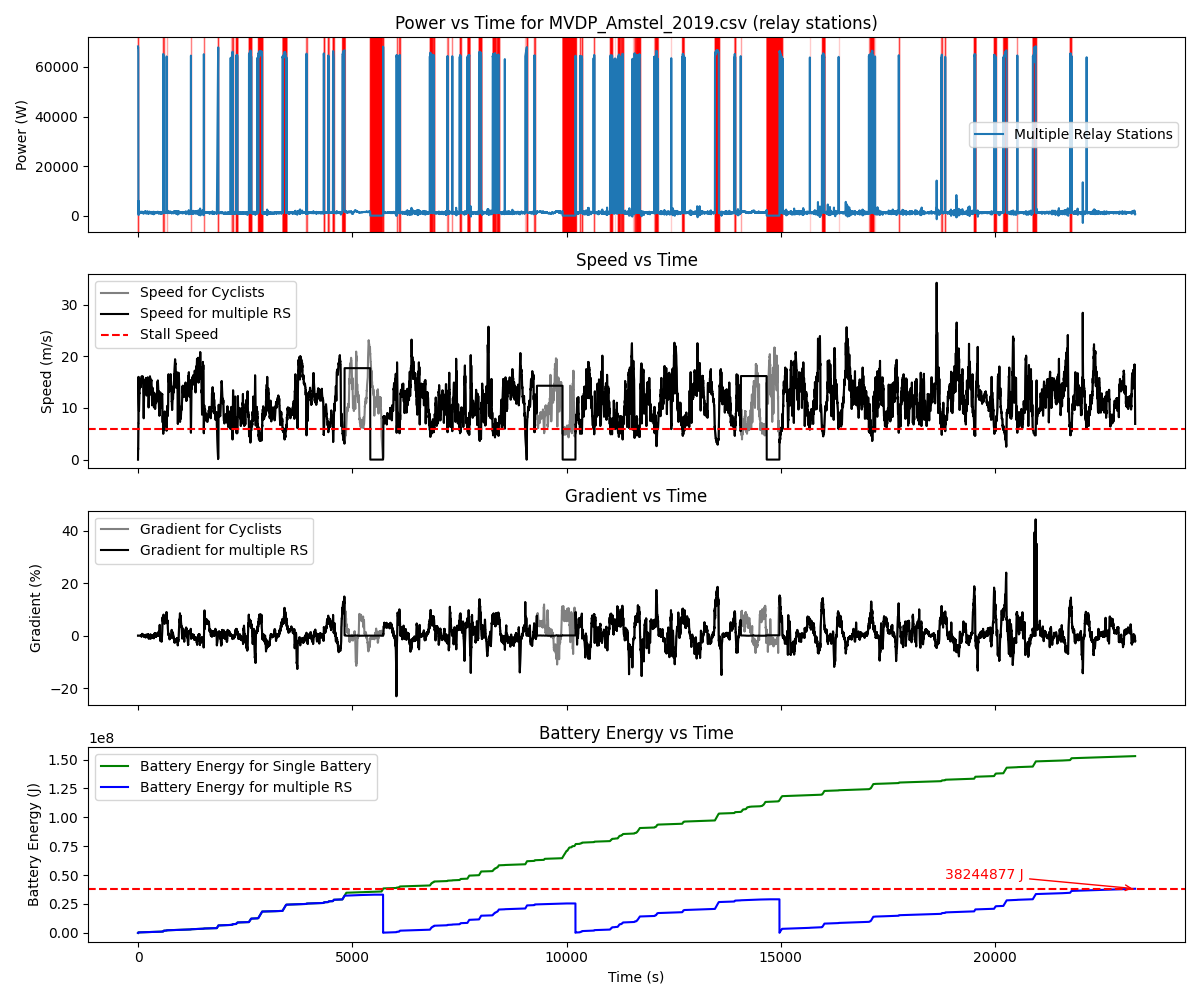 Power vs Time for MVDP_Amstel_2019.csv (relay stations)
60000
40000
20000
0
Power (W)
Multiple Relay Stations
Speed vs Time
30
20
10
0
Speed (m/s)
Speed for Cyclists
Speed for multiple RS
Stall Speed
Gradient vs Time
40
20
0
−20
Gradient (%)
Gradient for Cyclists
Gradient for multiple RS
Battery Energy vs Time
1e8
1.50
1.25
1.00
0.75
0.50
0.25
0.00
Battery Energy (J)
Battery Energy for Single Battery
Battery Energy for multiple RS
38244877 J
0 5000 10000 15000 20000
Time (s)